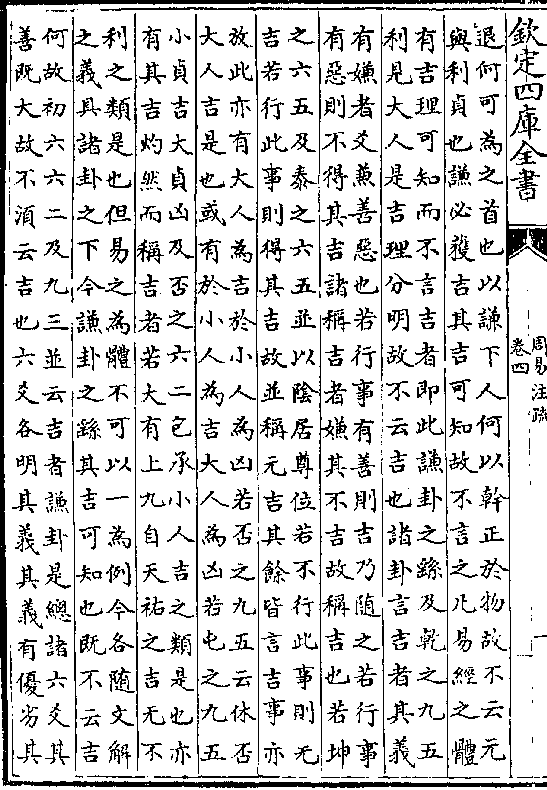 欽定四庫全書
周易注疏
卷四
退何可為之首也以謙下人何以幹正於物故不云元
與利貞也謙必獲吉其吉可知故不言之凡易經之體
有吉理可知而不言吉者即此謙卦之繇及乾之九五
利見大人是吉理分明故不云吉也諸卦言吉者其義
有嫌者爻兼善惡也若行事有善則吉乃隨之若行事
有惡則不得其吉諸稱吉者嫌其不吉故稱吉也若坤
之六五及泰之六五並以陰居尊位若不行此事則无
吉若行此事則得其吉故並稱元吉其餘皆言吉事亦
放此亦有大人為吉於小人為凶若否之九五云休否
大人吉是也或有於小人為吉大人為凶若屯之九五
小貞吉大貞凶及否之六二包承小人吉之類是也亦
有其吉灼然而稱吉者若大有上九自天祐之吉无不
利之類是也但易之為體不可以一為例今各隨文解
之義具諸卦之下今謙卦之繇其吉可知也既不云吉
何故初六六二及九三並云吉者謙卦是總諸六爻其
善既大故不須云吉也六爻各明其義其義有優劣其